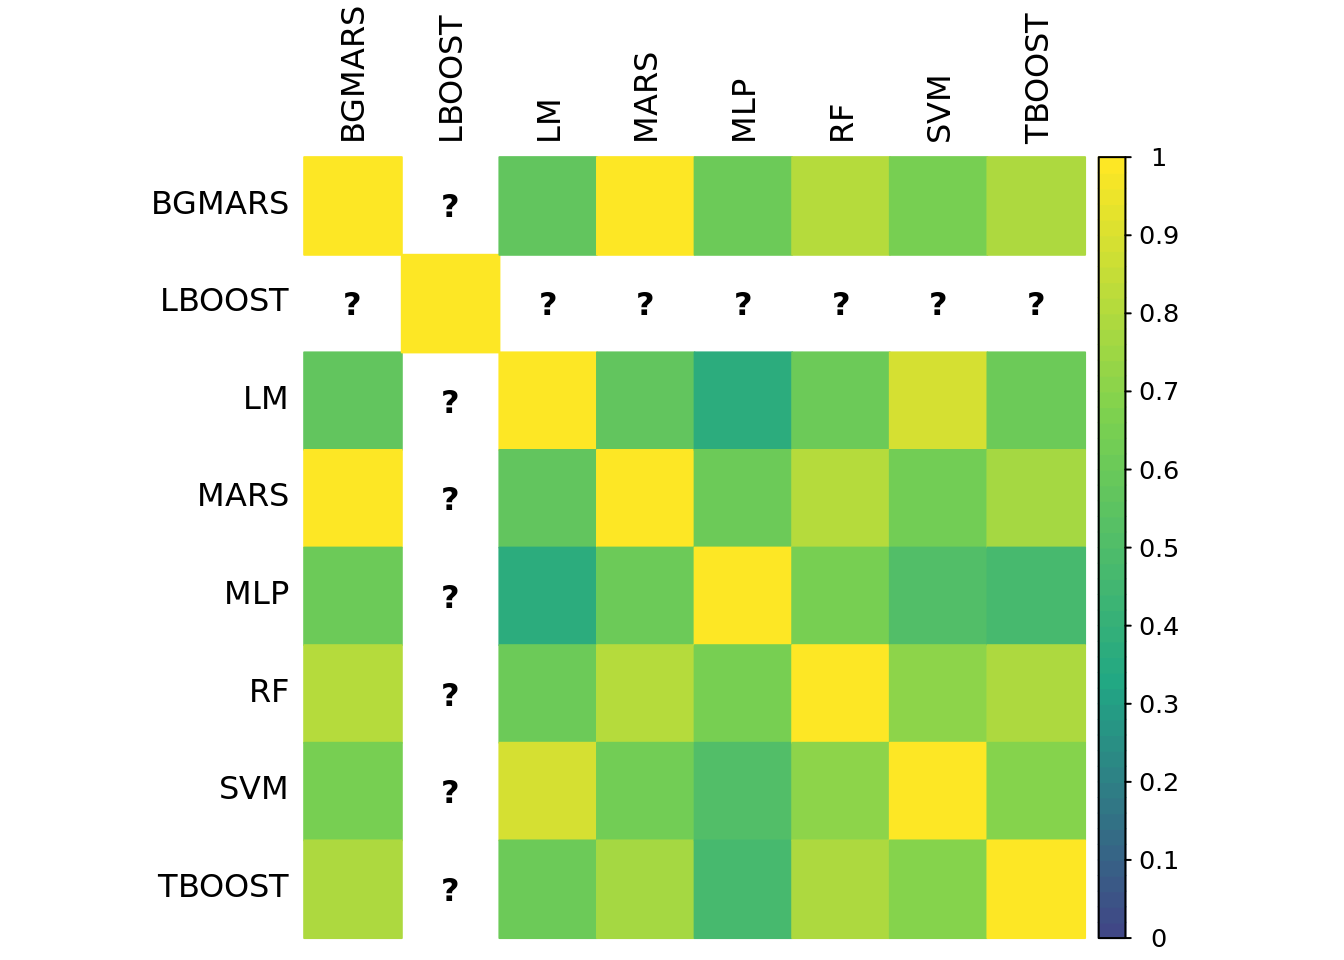 BGMARS LBOOST LM MARS MLP RF SVM TBOOST
BGMARS ?
LBOOST ? ? ? ? ? ? ?
LM ?
MARS ?
MLP ?
RF ?
SVM ?
TBOOST ?
1
0.9
0.8
0.7
0.6
0.5
0.4
0.3
0.2
0.1
0